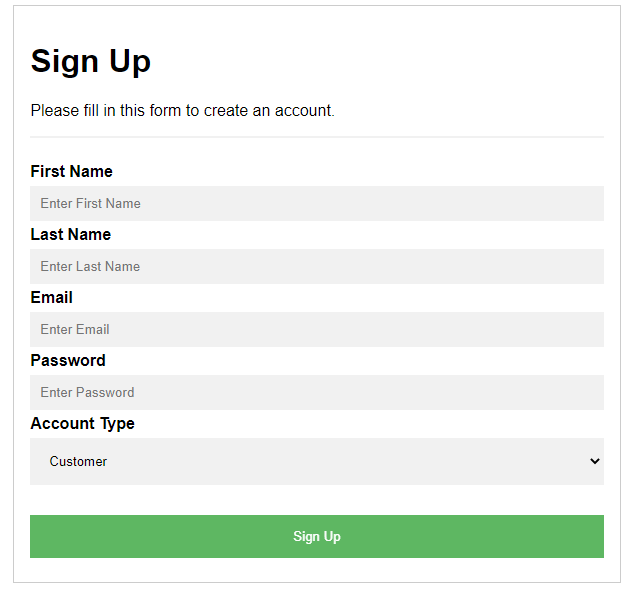 Sign Up
Please fill in this form to create an account.
First Name
Enter First Name
Last Name
Enter Last Name
Email
Enter Email
Password
Enter Password
Account Type
Customer
Sign Up